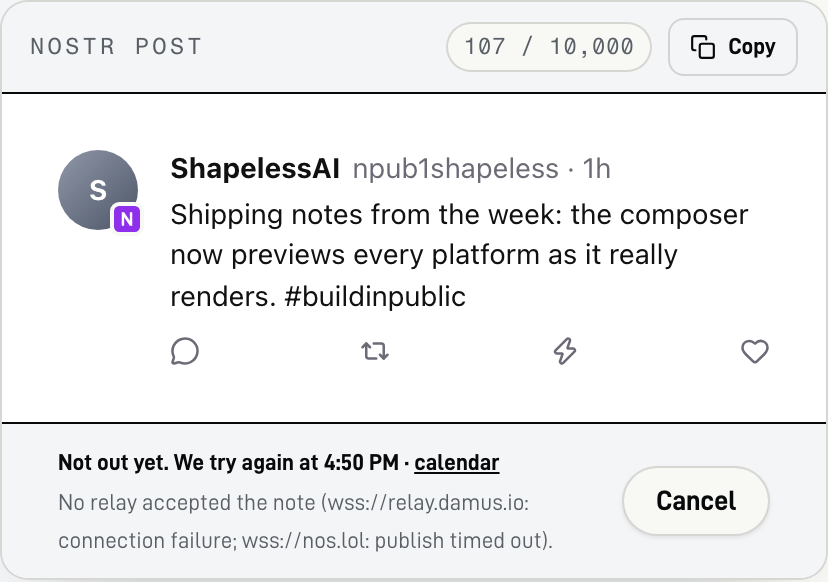 NOSTR POST
107 / 10,000
Copy
S
N
ShapelessAI npub1shapeless · 1h
Shipping notes from the week: the composer
now previews every platform as it really
renders. #buildinpublic
Not out yet. We try again at 4:50 PM · calendar
No relay accepted the note (wss://relay.damus.io:
connection failure; wss://nos.lol: publish timed out).
Cancel